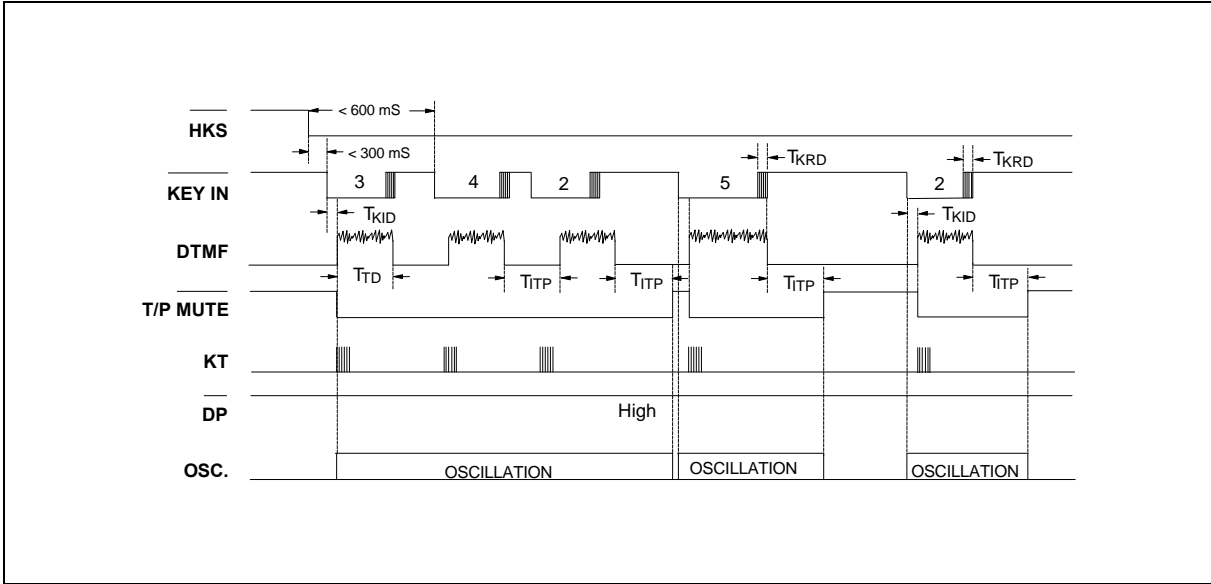 < 600 mS
HKS
< 300 mS
TKRD
TKRD
KEY IN
3
4
2
5
2
TKID
TKID
DTMF
TTD
TITP
TITP
TITP
TITP
T/P MUTE
KT
DP
High
OSC.
OSCILLATION
OSCILLATION
OSCILLATION